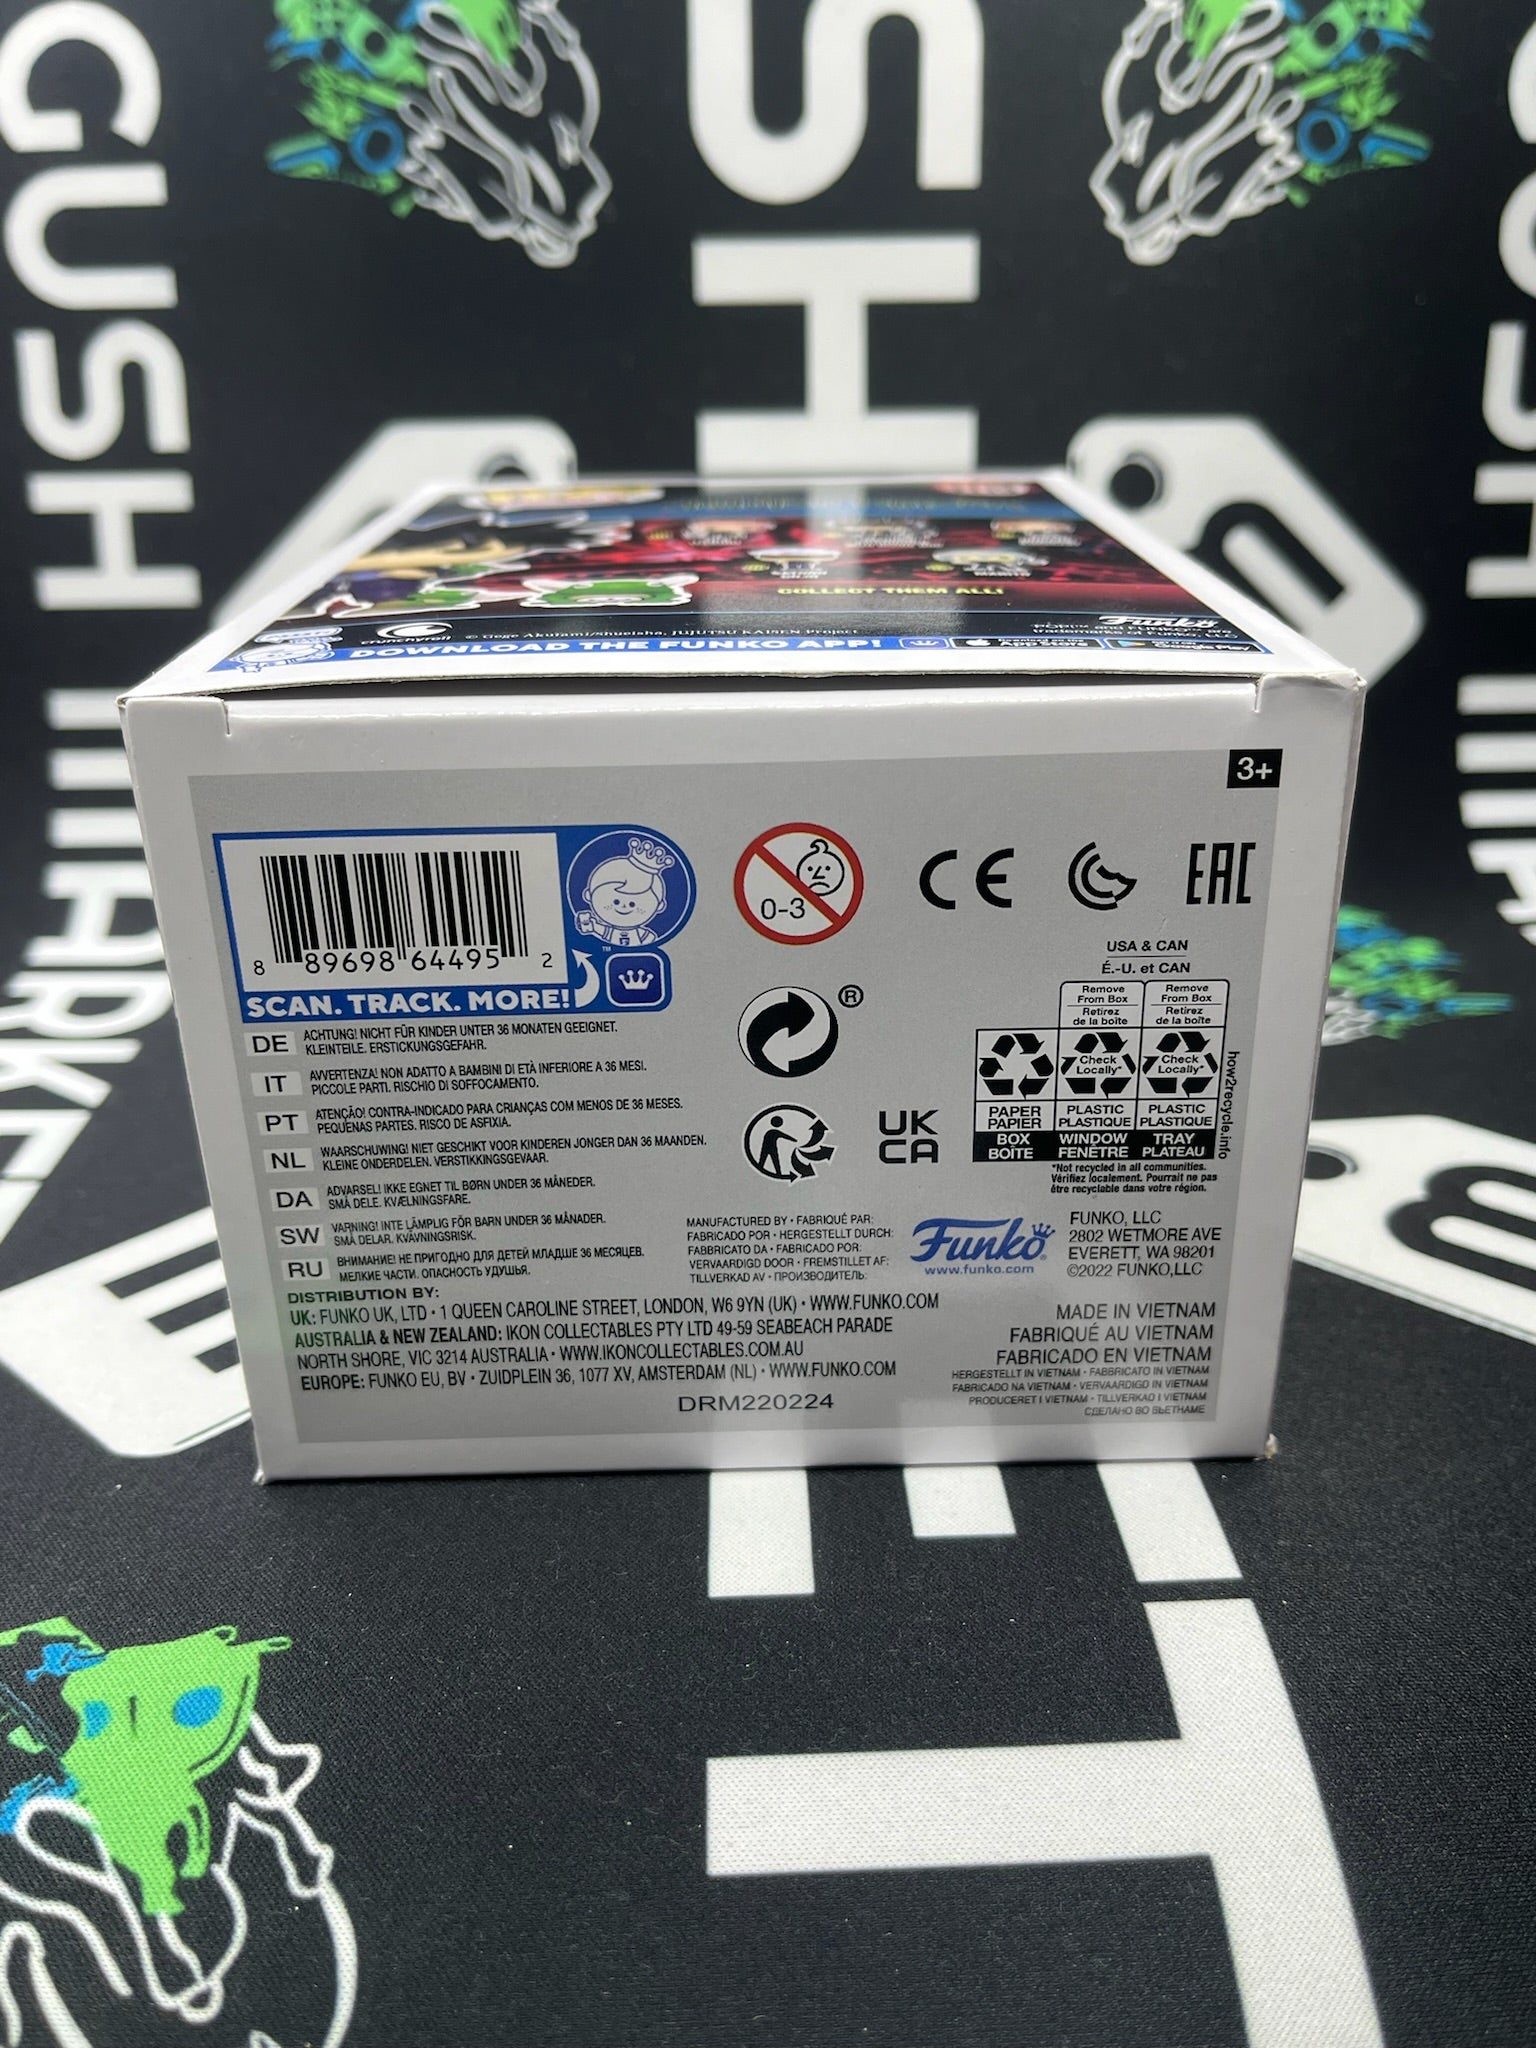 GUSH
SH
COLLECT THEM ALL!
crunchyroll
© Gege Akutami/Shueisha, JUJUTSU KAISEN Project
Funko
DOWNLOAD THE FUNKO APP!
Download on the App Store
Google Play
3+
8 89698 64495 2
™
SCAN. TRACK. MORE!
0-3
CE
EAC
USA & CAN
É.-U. et CAN
Remove From Box
Retirez de la boîte
Remove From Box
Retirez de la boîte
Check Locally*
Check Locally*
PAPER PAPIER
PLASTIC PLASTIQUE
PLASTIC PLASTIQUE
BOX BOÎTE
WINDOW FENÊTRE
TRAY PLATEAU
how2recycle.info
*Not recycled in all communities.
Vérifiez localement. Pourrait ne pas
être recyclable dans votre région.
®
UK
CA
DE ACHTUNG! NICHT FÜR KINDER UNTER 36 MONATEN GEEIGNET.
KLEINTEILE. ERSTICKUNGSGEFAHR.
IT AVVERTENZA! NON ADATTO A BAMBINI DI ETÀ INFERIORE A 36 MESI.
PICCOLE PARTI. RISCHIO DI SOFFOCAMENTO.
PT ATENÇÃO! CONTRA-INDICADO PARA CRIANÇAS COM MENOS DE 36 MESES.
PEQUENAS PARTES. RISCO DE ASFIXIA.
NL WAARSCHUWING! NIET GESCHIKT VOOR KINDEREN JONGER DAN 36 MAANDEN.
KLEINE ONDERDELEN. VERSTIKKINGSGEVAAR.
DA ADVARSEL! IKKE EGNET TIL BØRN UNDER 36 MÅNEDER.
SMÅ DELE. KVÆLNINGSFARE.
SW VARNING! INTE LÄMPLIG FÖR BARN UNDER 36 MÅNADER.
SMÅ DELAR. KVÄVNINGSRISK.
RU ВНИМАНИЕ! НЕ ПРИГОДНО ДЛЯ ДЕТЕЙ МЛАДШЕ 36 МЕСЯЦЕВ.
МЕЛКИЕ ЧАСТИ. ОПАСНОСТЬ УДУШЬЯ.
MANUFACTURED BY • FABRIQUÉ PAR:
FABRICADO POR • HERGESTELLT DURCH:
FABBRICATO DA • FABRICADO POR:
VERVAARDIGD DOOR • FREMSTILLET AF:
TILLVERKAD AV • ПРОИЗВОДИТЕЛЬ:
Funko
www.funko.com
FUNKO, LLC
2802 WETMORE AVE
EVERETT, WA 98201
©2022 FUNKO,LLC
DISTRIBUTION BY:
UK: FUNKO UK, LTD • 1 QUEEN CAROLINE STREET, LONDON, W6 9YN (UK) • WWW.FUNKO.COM
AUSTRALIA & NEW ZEALAND: IKON COLLECTABLES PTY LTD 49-59 SEABEACH PARADE
NORTH SHORE, VIC 3214 AUSTRALIA • WWW.IKONCOLLECTABLES.COM.AU
EUROPE: FUNKO EU, BV • ZUIDPLEIN 36, 1077 XV, AMSTERDAM (NL) • WWW.FUNKO.COM
DRM220224
MADE IN VIETNAM
FABRIQUÉ AU VIETNAM
FABRICADO EN VIETNAM
HERGESTELLT IN VIETNAM • FABBRICATO IN VIETNAM
FABRICADO NA VIETNAM • VERVAARDIGD IN VIETNAM
PRODUCERET I VIETNAM • TILLVERKAD I VIETNAM
СДЕЛАНО ВО ВЬЕТНАМЕ